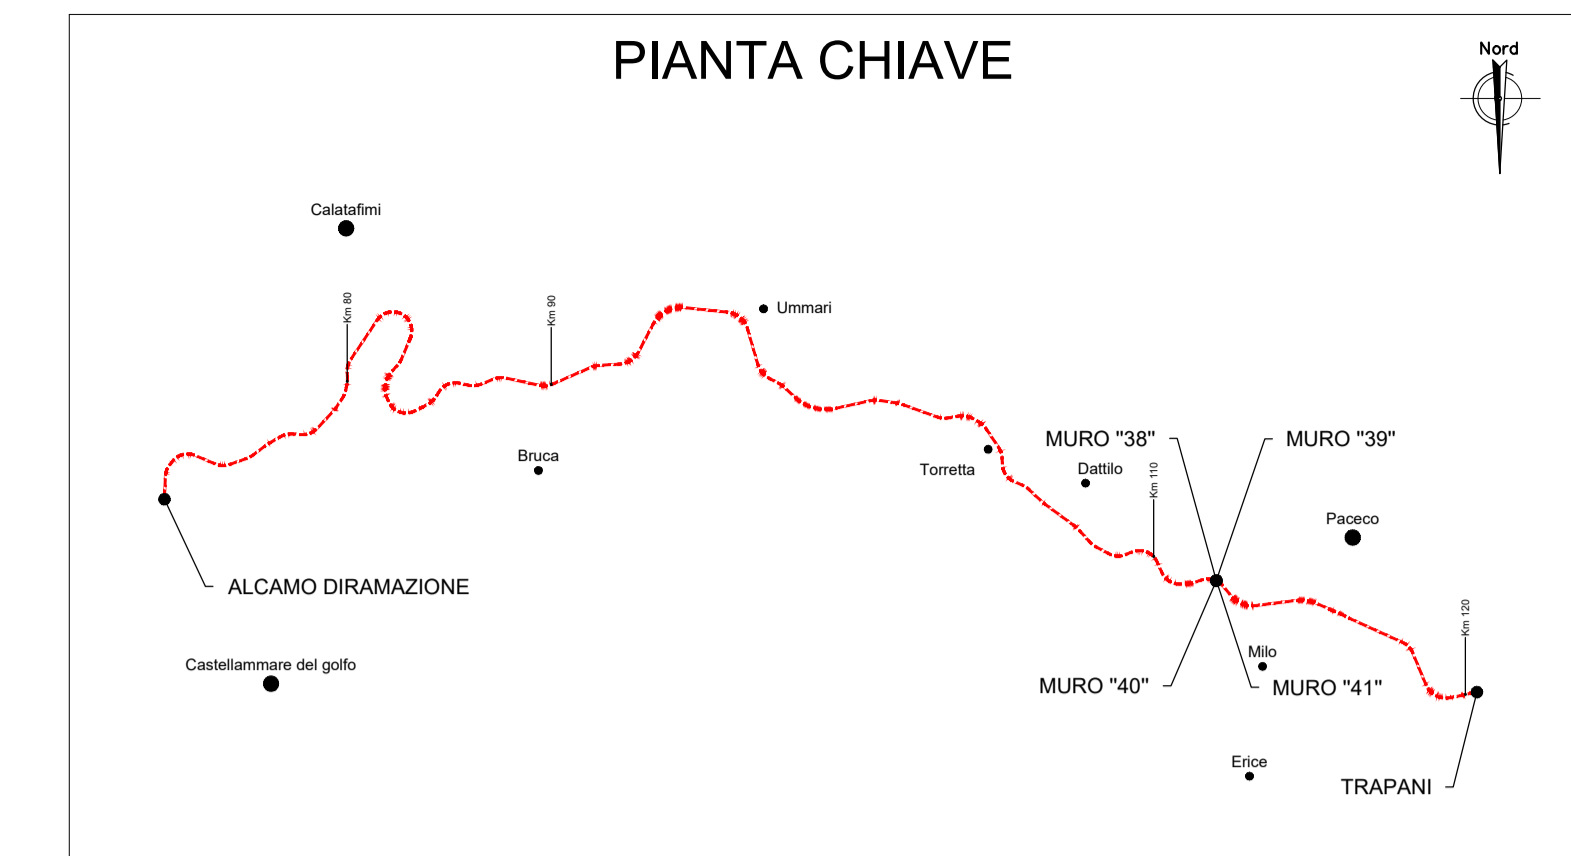 PIANTA CHIAVE
Nord
Calatafimi
Km 80
Km 90
Ummari
MURO "38"
MURO "39"
Bruca
Torretta
Dattilo
Km 110
Paceco
ALCAMO DIRAMAZIONE
Km 120
Castellammare del golfo
Milo
MURO "40"
MURO "41"
Erice
TRAPANI